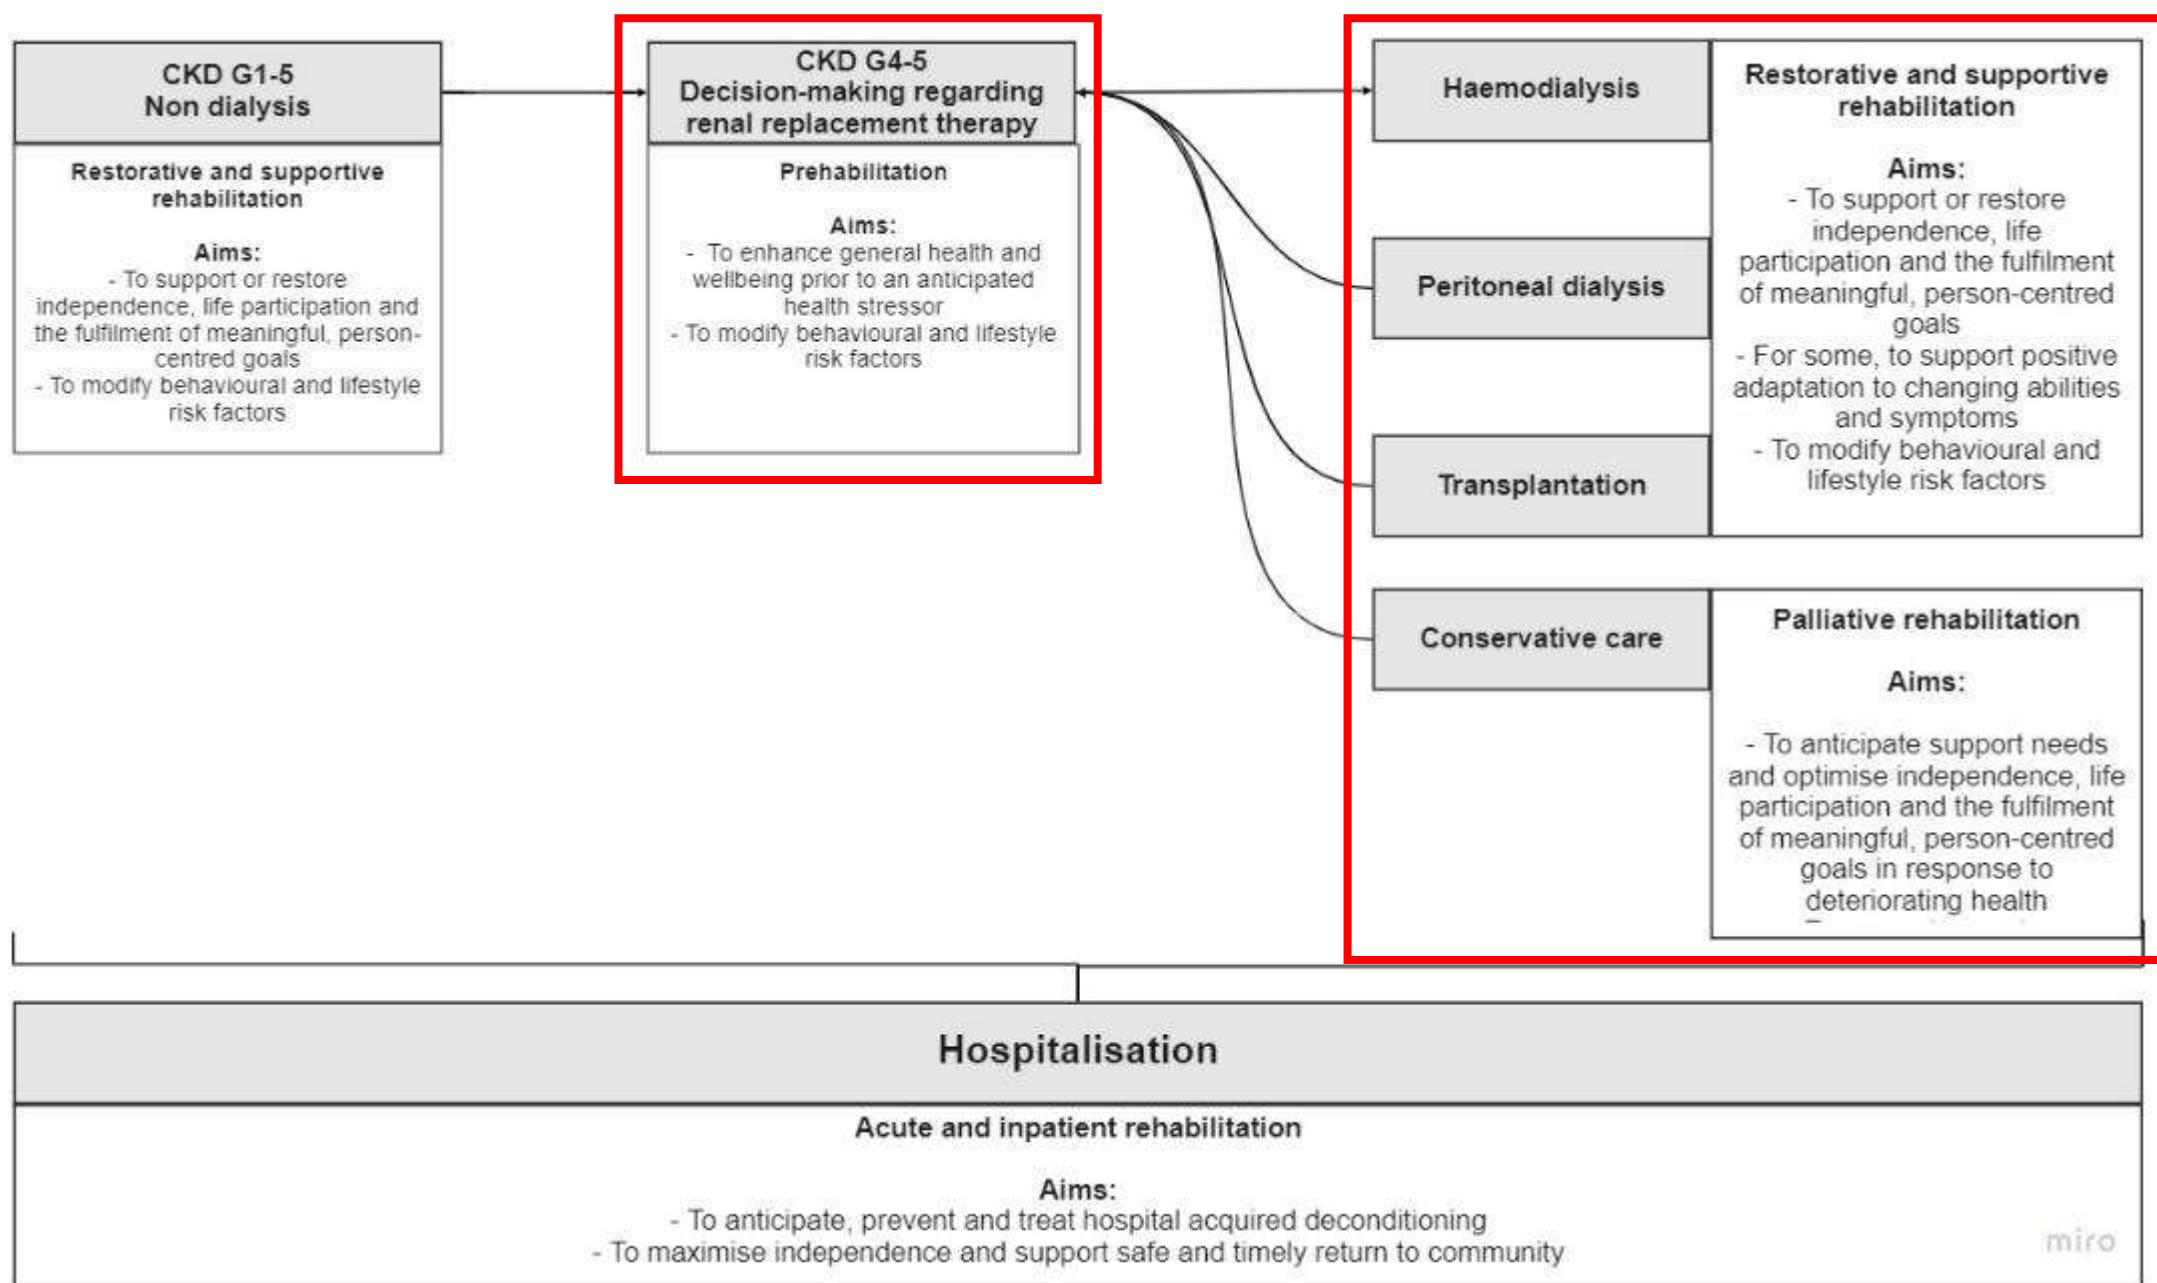 CKD G1-5
Non dialysis
Restorative and supportive
rehabilitation
Aims:
- To support or restore
independence, life participation and
the fulfilment of meaningful, person-
centred goals
- To modify behavioural and lifestyle
risk factors
CKD G4-5
Decision-making regarding
renal replacement therapy
Prehabilitation
Aims:
- To enhance general health and
wellbeing prior to an anticipated
health stressor
- To modify behavioural and lifestyle
risk factors
Haemodialysis
Peritoneal dialysis
Transplantation
Restorative and supportive
rehabilitation
Aims:
- To support or restore
independence, life
participation and the fulfilment
of meaningful, person-centred
goals
- For some, to support positive
adaptation to changing abilities
and symptoms
- To modify behavioural and
lifestyle risk factors
Conservative care
Palliative rehabilitation
Aims:
- To anticipate support needs
and optimise independence, life
participation and the fulfilment
of meaningful, person-centred
goals in response to
deteriorating health
Hospitalisation
Acute and inpatient rehabilitation
Aims:
- To anticipate, prevent and treat hospital acquired deconditioning
- To maximise independence and support safe and timely return to community
miro